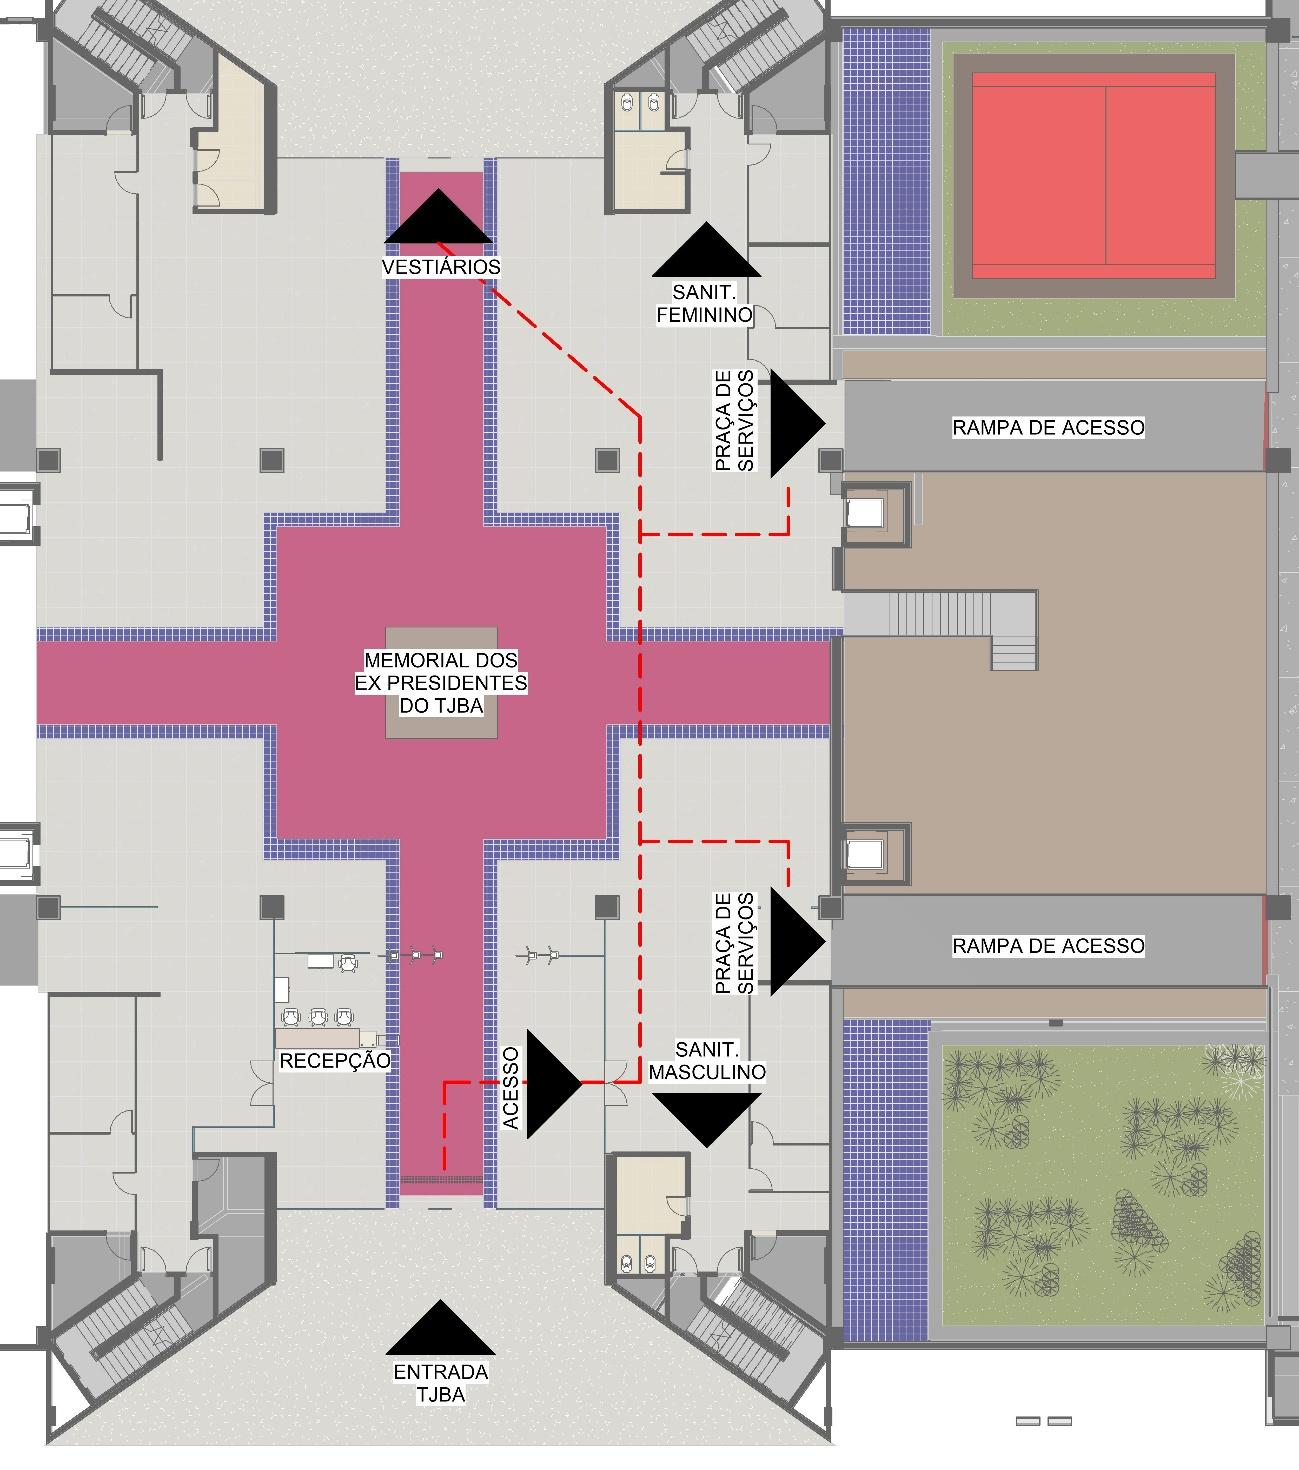 VESTIÁRIOS
SANIT.
FEMININO
PRAÇA DE
SERVIÇOS
RAMPA DE ACESSO
MEMORIAL DOS
EX PRESIDENTES
DO TJBA
PRAÇA DE
SERVIÇOS
RAMPA DE ACESSO
RECEPÇÃO
ACESSO
SANIT.
MASCULINO
ENTRADA
TJBA